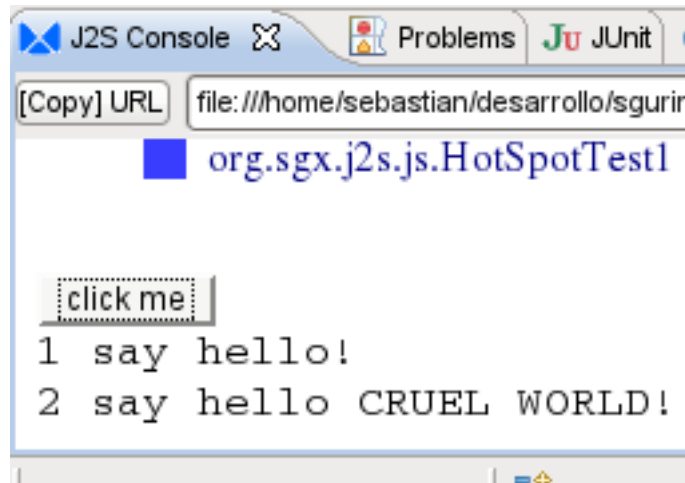 J2S Console Problems JU JUnit
[Copy] URL file:///home/sebastian/desarrollo/sgurin
org.sgx.j2s.js.HotSpotTest1
click me
1 say hello!
2 say hello CRUEL WORLD!